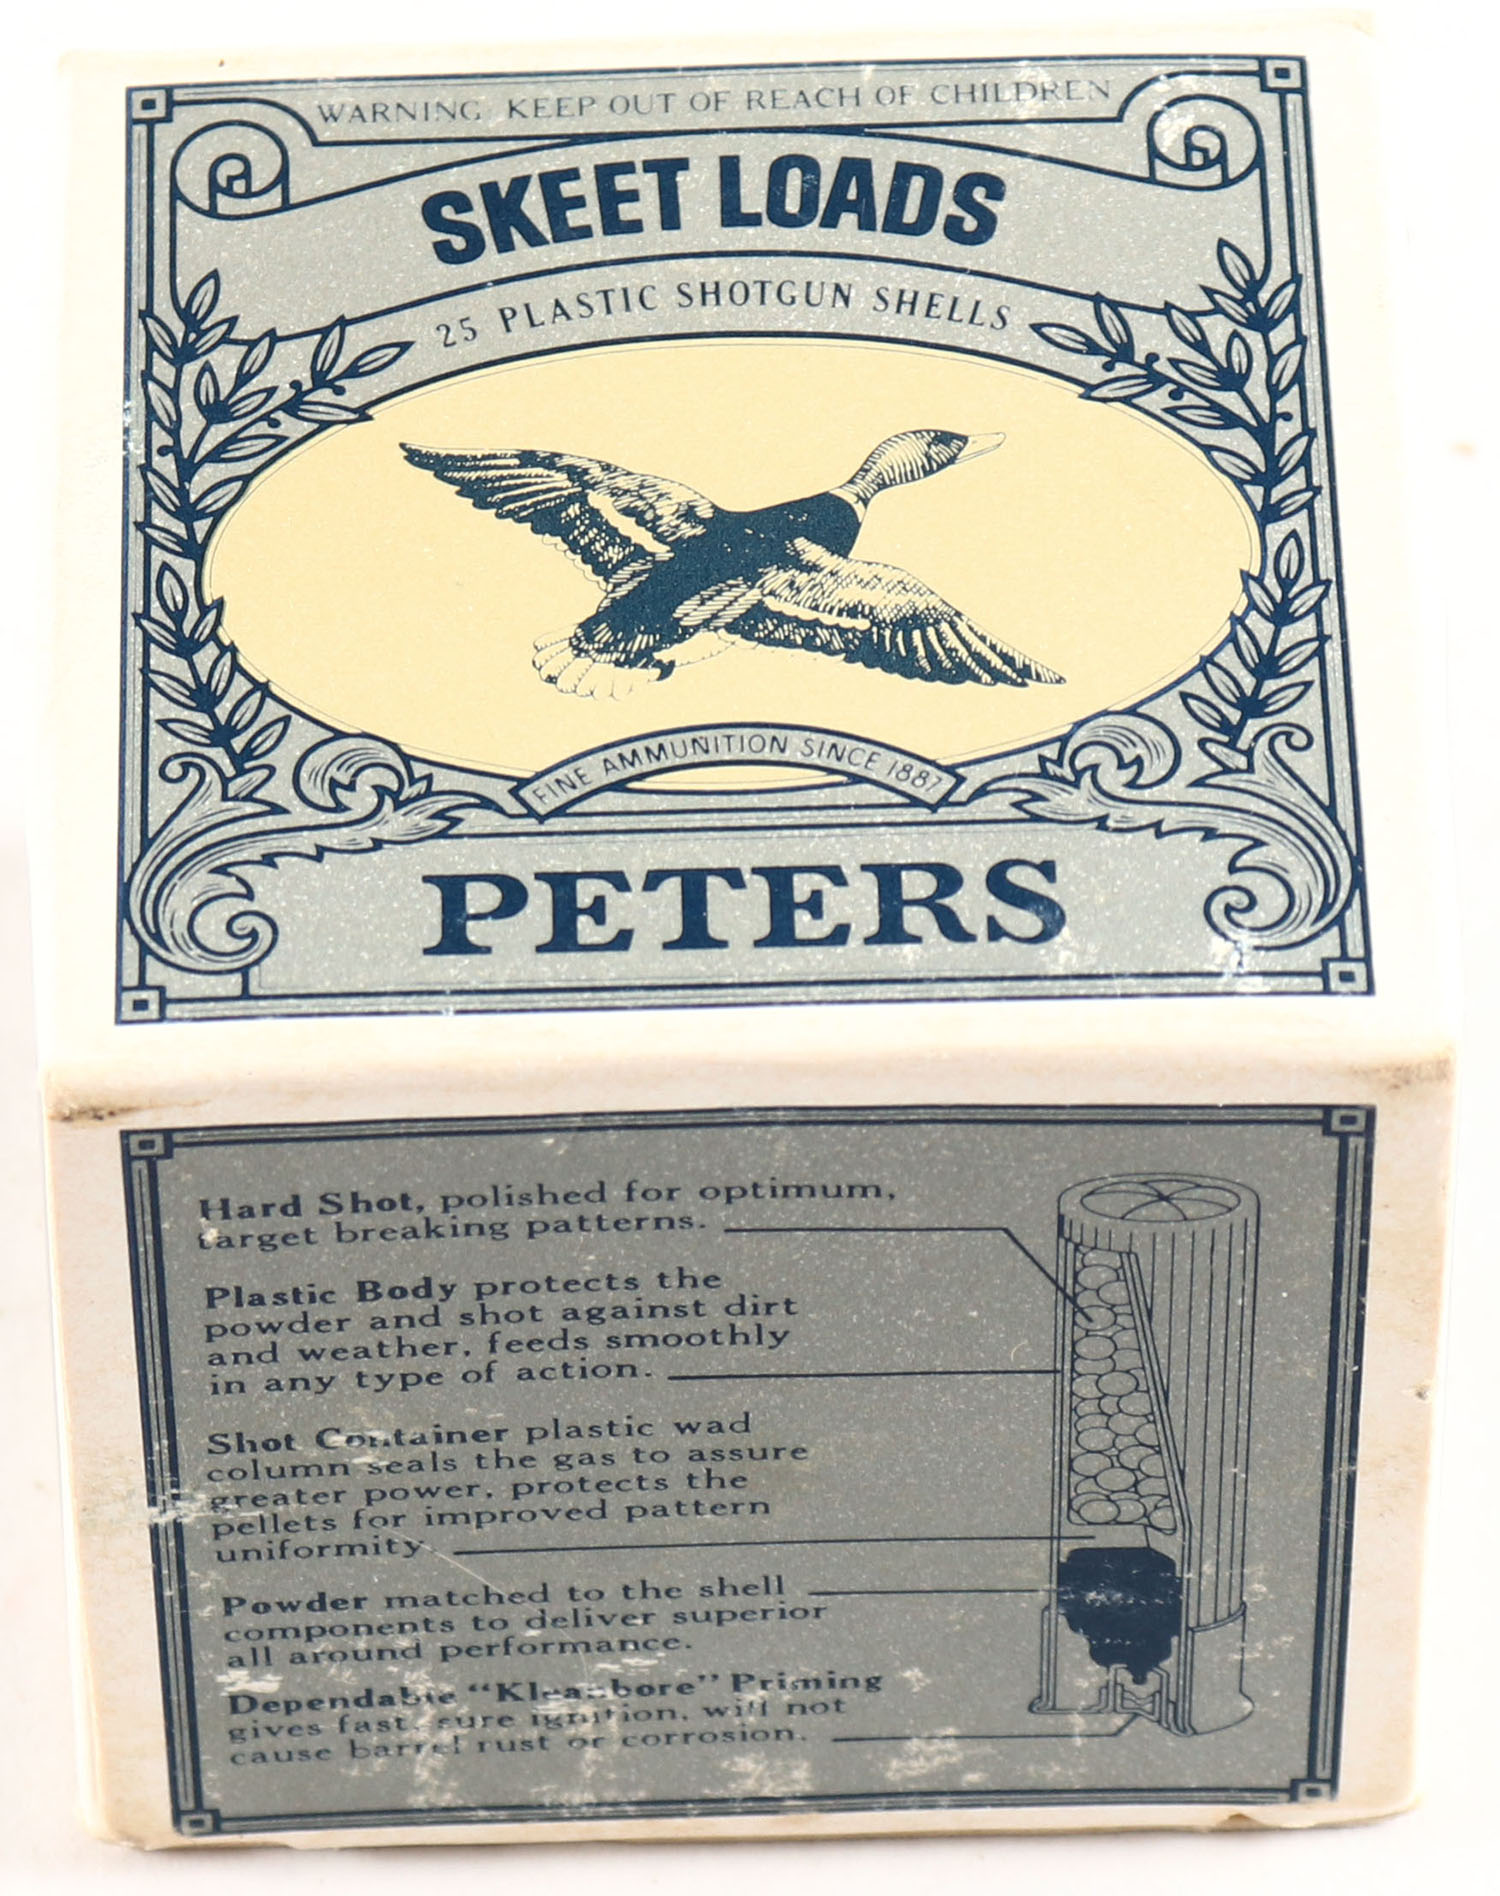 WARNING: KEEP OUT OF REACH OF CHILDREN
SKEET LOADS
25 PLASTIC SHOTGUN SHELLS
FINE AMMUNITION SINCE 1887
PETERS
Hard Shot, polished for optimum,
target breaking patterns.
Plastic Body protects the
powder and shot against dirt
and weather, feeds smoothly
in any type of action.
Shot Container plastic wad
column seals the gas to assure
greater power, protects the
pellets for improved pattern
uniformity.
Powder matched to the shell
components to deliver superior
all around performance.
Dependable "Kleanbore" Priming
gives fast, sure ignition, will not
cause barrel rust or corrosion.